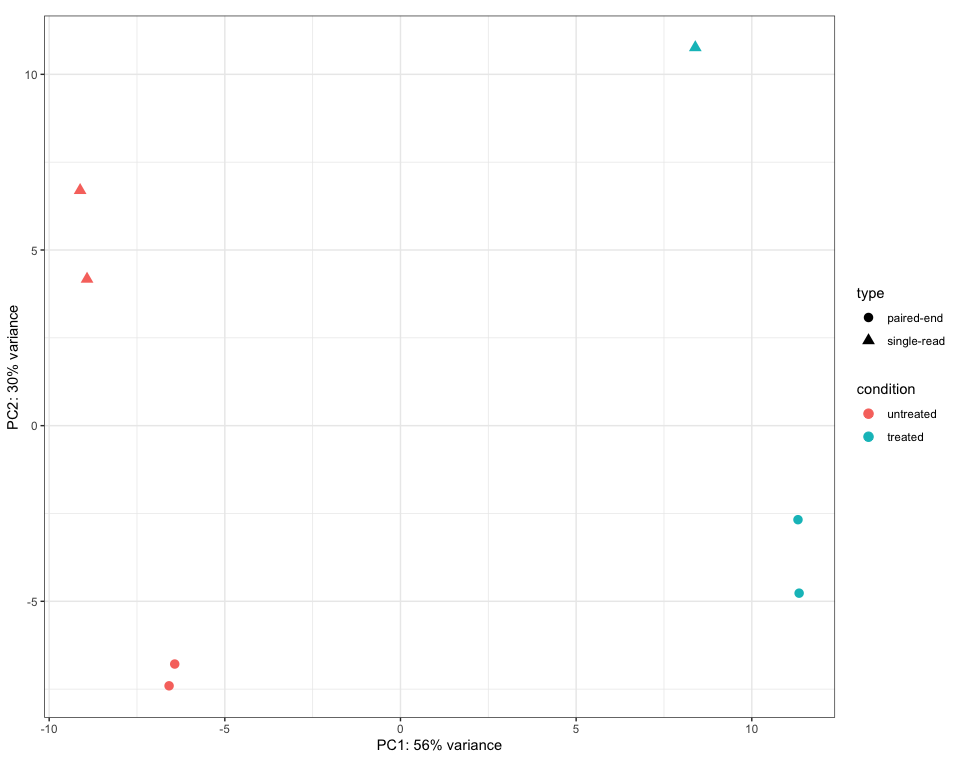 10
5
0
-5
PC2: 30% variance
-10
-5
0
5
10
PC1: 56% variance
type
paired-end
single-read
condition
untreated
treated